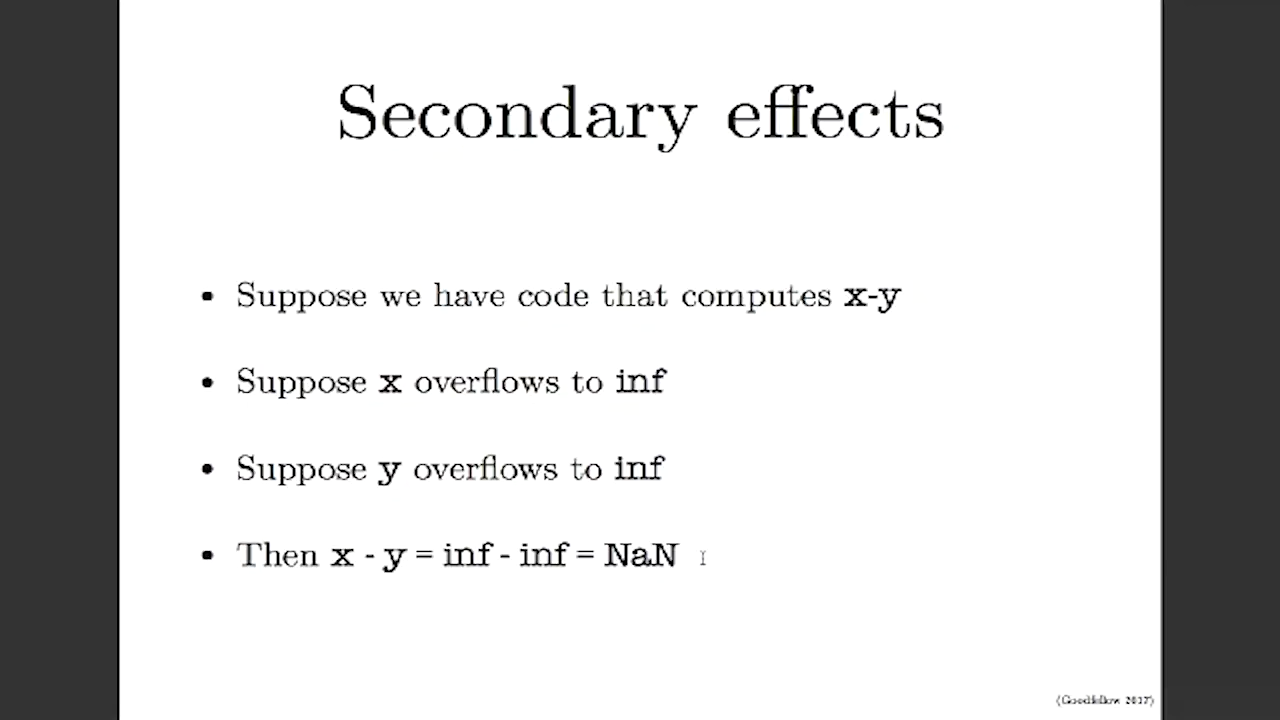 Secondary effects
• Suppose we have code that computes x-y
• Suppose x overflows to inf
• Suppose y overflows to inf
• Then x - y = inf - inf = NaN
(Goodfellow 2017)